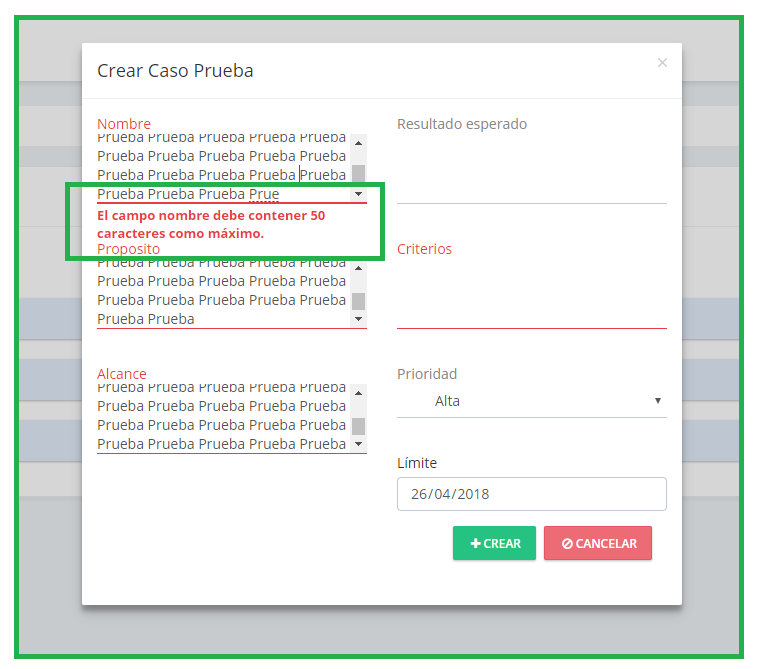 Crear Caso Prueba
×
Nombre
Prueba Prueba Prueba Prueba Prueba
Prueba Prueba Prueba Prueba Prueba
Prueba Prueba Prueba Prueba Prueba
Prueba Prueba Prueba Prue
El campo nombre debe contener 50
caracteres como máximo.
Resultado esperado
Proposito
Prueba Prueba Prueba Prueba Prueba
Prueba Prueba Prueba Prueba Prueba
Prueba Prueba Prueba Prueba Prueba
Prueba Prueba
Criterios
Alcance
Prueba Prueba Prueba Prueba Prueba
Prueba Prueba Prueba Prueba Prueba
Prueba Prueba Prueba Prueba Prueba
Prueba Prueba Prueba Prueba Prueba
Prioridad
Alta
Límite
26/04/2018
CREAR
CANCELAR